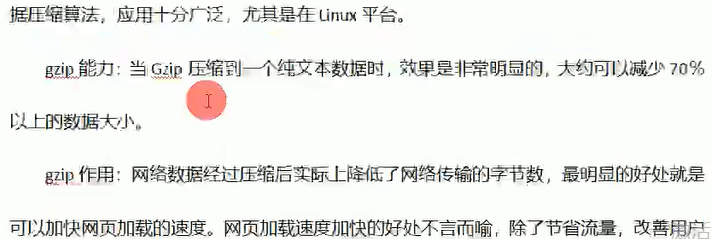 据压缩算法，应用十分广泛，尤其是在 Linux 平台。
gzip 能力：当 Gzip 压缩到一个纯文本数据时，效果是非常明显的，大约可以减少 70%
以上的数据大小。
gzip 作用：网络数据经过压缩后实际上降低了网络传输的字节数，最明显的好处就是
可以加快网页加载的速度。网页加载速度加快的好处不言而喻，除了节省流量，改善用户
激活